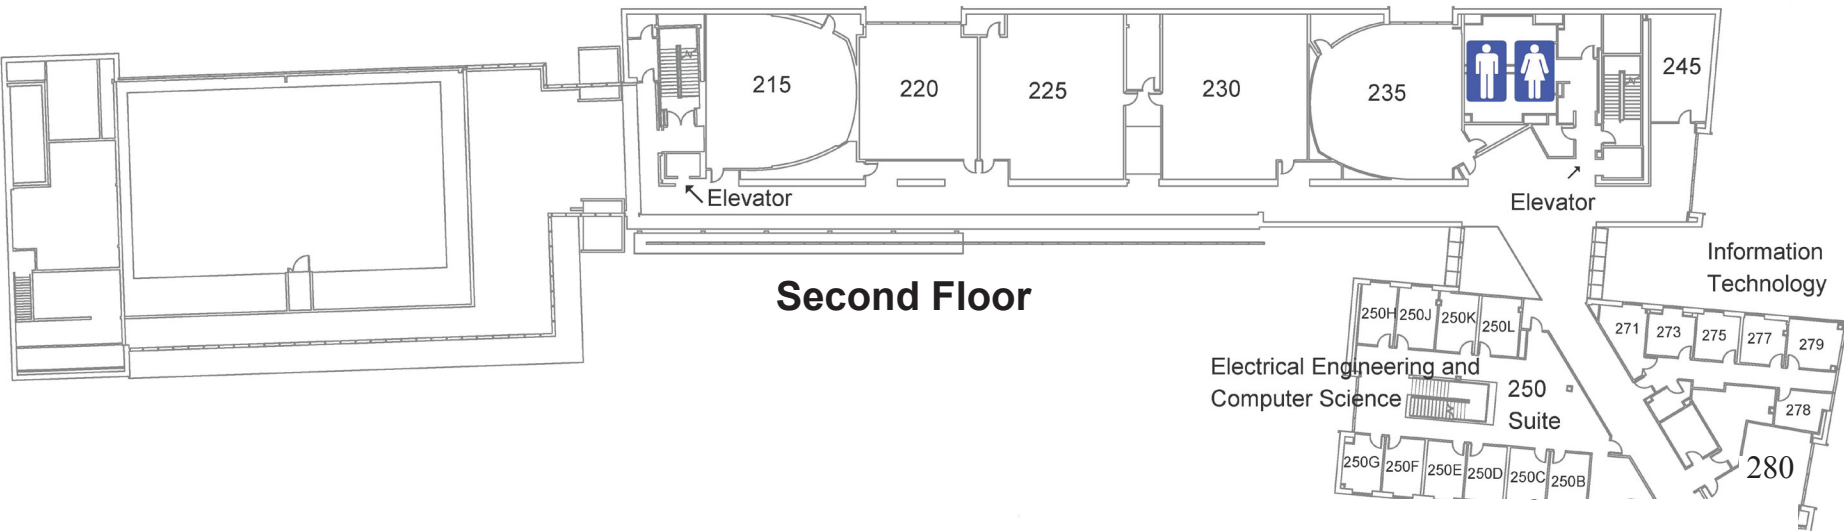 215
220
225
230
235
245
Elevator
Elevator
Second Floor
Information
Technology
250H
250J
250K
250L
271
273
275
277
279
Electrical Engineering and
Computer Science
250
Suite
278
250G
250F
250E
250D
250C
250B
280